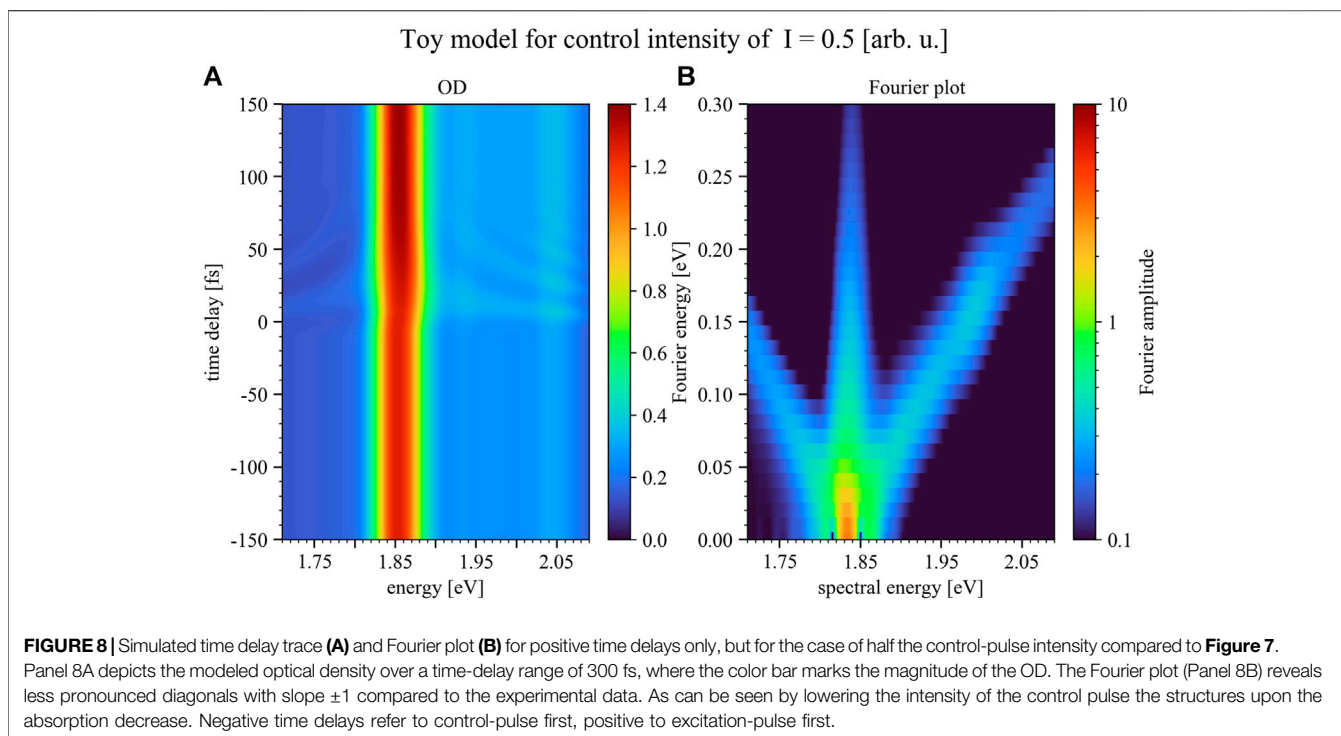 Toy model for control intensity of I = 0.5 [arb. u.]
A
B
OD
Fourier plot
150
100
50
0
-50
-100
-150
time delay [fs]
1.75
1.85
1.95
2.05
energy [eV]
1.4
1.2
1.0
0.8
0.6
0.4
0.2
0.0
0.30
0.25
0.20
0.15
0.10
0.05
0.00
Fourier energy [eV]
1.75
1.85
1.95
2.05
spectral energy [eV]
10
1
0.1
Fourier amplitude
FIGURE 8 | Simulated time delay trace (A) and Fourier plot (B) for positive time delays only, but for the case of half the control-pulse intensity compared to Figure 7.
Panel 8A depicts the modeled optical density over a time-delay range of 300 fs, where the color bar marks the magnitude of the OD. The Fourier plot (Panel 8B) reveals
less pronounced diagonals with slope ±1 compared to the experimental data. As can be seen by lowering the intensity of the control pulse the structures upon the
absorption decrease. Negative time delays refer to control-pulse first, positive to excitation-pulse first.